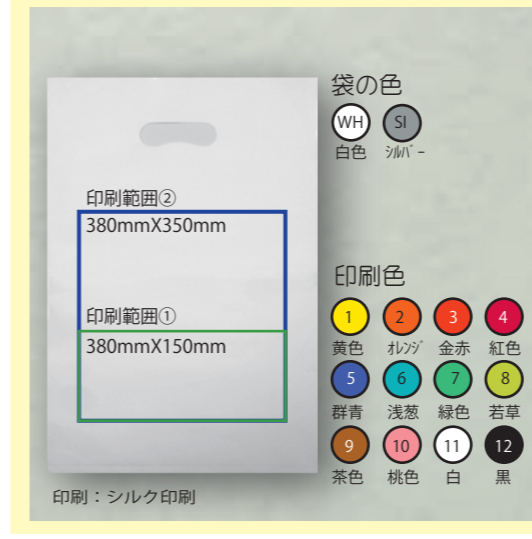 袋の色
WH SI
白色 ｼﾙﾊﾞｰ
印刷範囲②
380mmX350mm
印刷範囲①
380mmX150mm
印刷色
1 2 3 4
黄色 ｵﾚﾝｼﾞ 金赤 紅色
5 6 7 8
群青 浅葱 緑色 若草
9 10 11 12
茶色 桃色 白 黒
印刷：シルク印刷